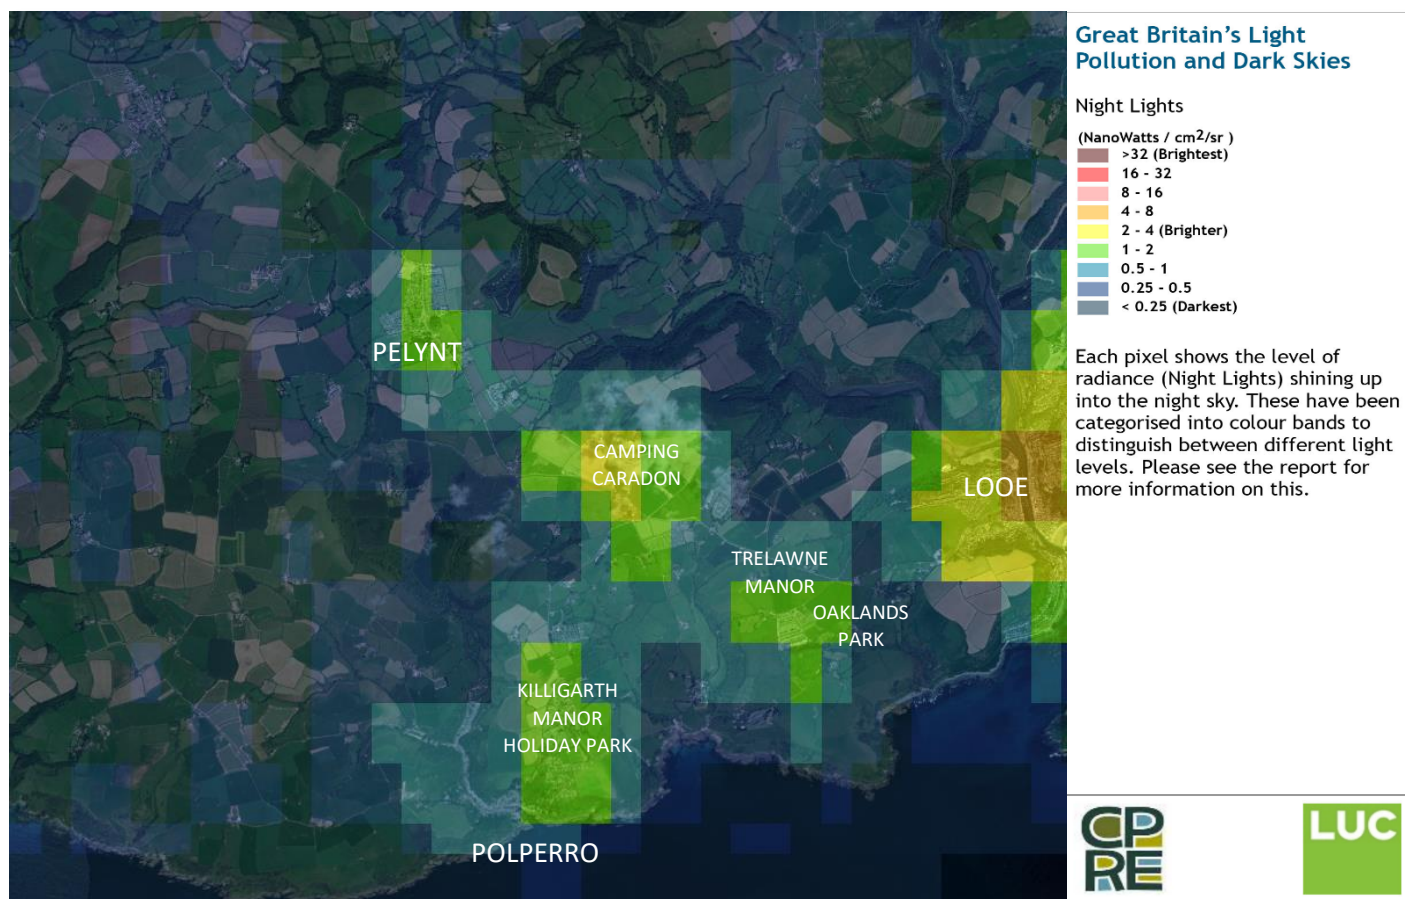 Great Britain's Light
Pollution and Dark Skies
Night Lights
(NanoWatts / cm2/sr )
>32 (Brightest)
16 - 32
8 - 16
4 - 8
2 - 4 (Brighter)
1 - 2
0.5 - 1
0.25 - 0.5
< 0.25 (Darkest)
Each pixel shows the level of
radiance (Night Lights) shining up
into the night sky. These have been
categorised into colour bands to
distinguish between different light
levels. Please see the report for
more information on this.
PELYNT
CAMPING
CARADON
LOOE
TRELAWNE
MANOR
OAKLANDS
PARK
KILLIGARTH
MANOR
HOLIDAY PARK
POLPERRO
CP
RE
LUC